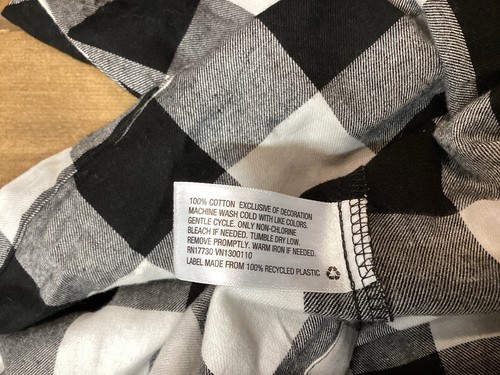 100% COTTON EXCLUSIVE OF DECORATION
MACHINE WASH COLD WITH LIKE COLORS.
GENTLE CYCLE. ONLY NON-CHLORINE
BLEACH IF NEEDED. TUMBLE DRY LOW.
REMOVE PROMPTLY. WARM IRON IF NEEDED.
RN17730 VN1300110
LABEL MADE FROM 100% RECYCLED PLASTIC